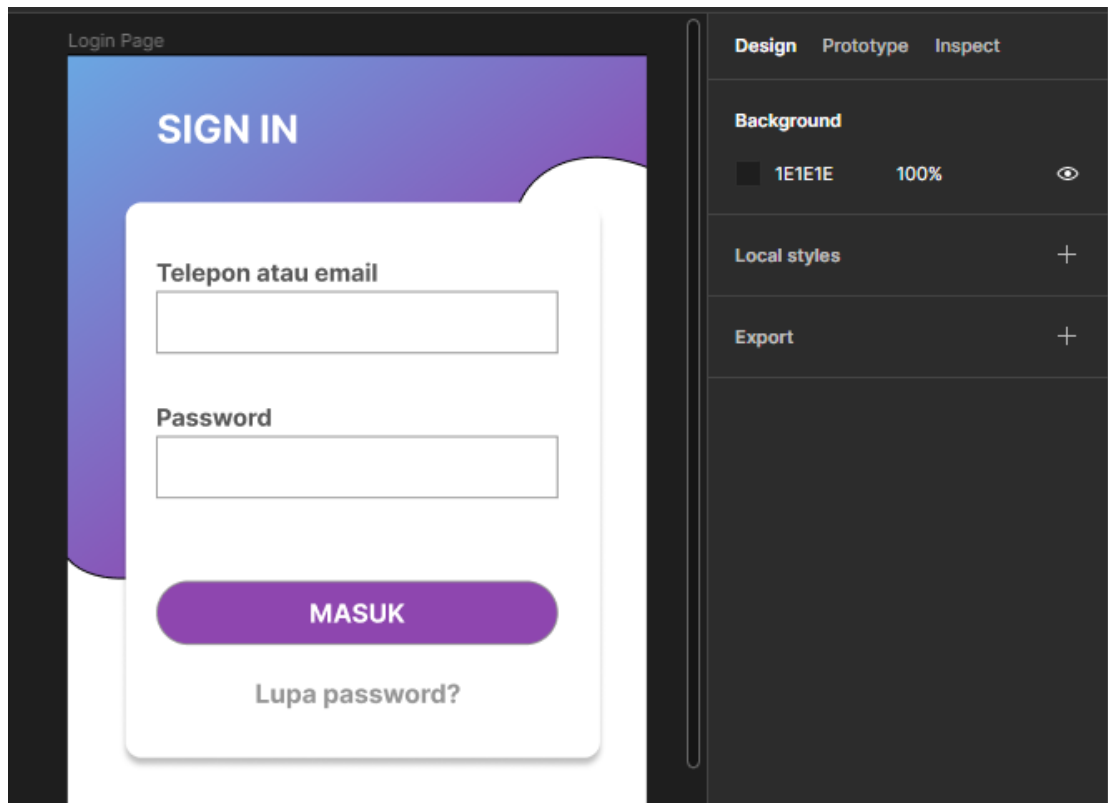 Login Page
SIGN IN
Telepon atau email
Password
MASUK
Lupa password?
Design Prototype Inspect
Background
1E1E1E 100%
Local styles
Export